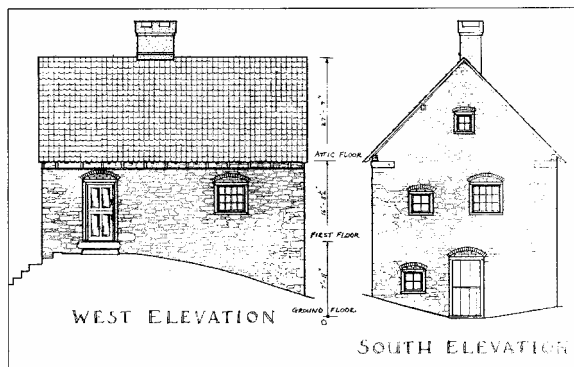 ATTIC FLOOR
FIRST FLOOR
GROUND FLOOR
WEST ELEVATION
SOUTH ELEVATION